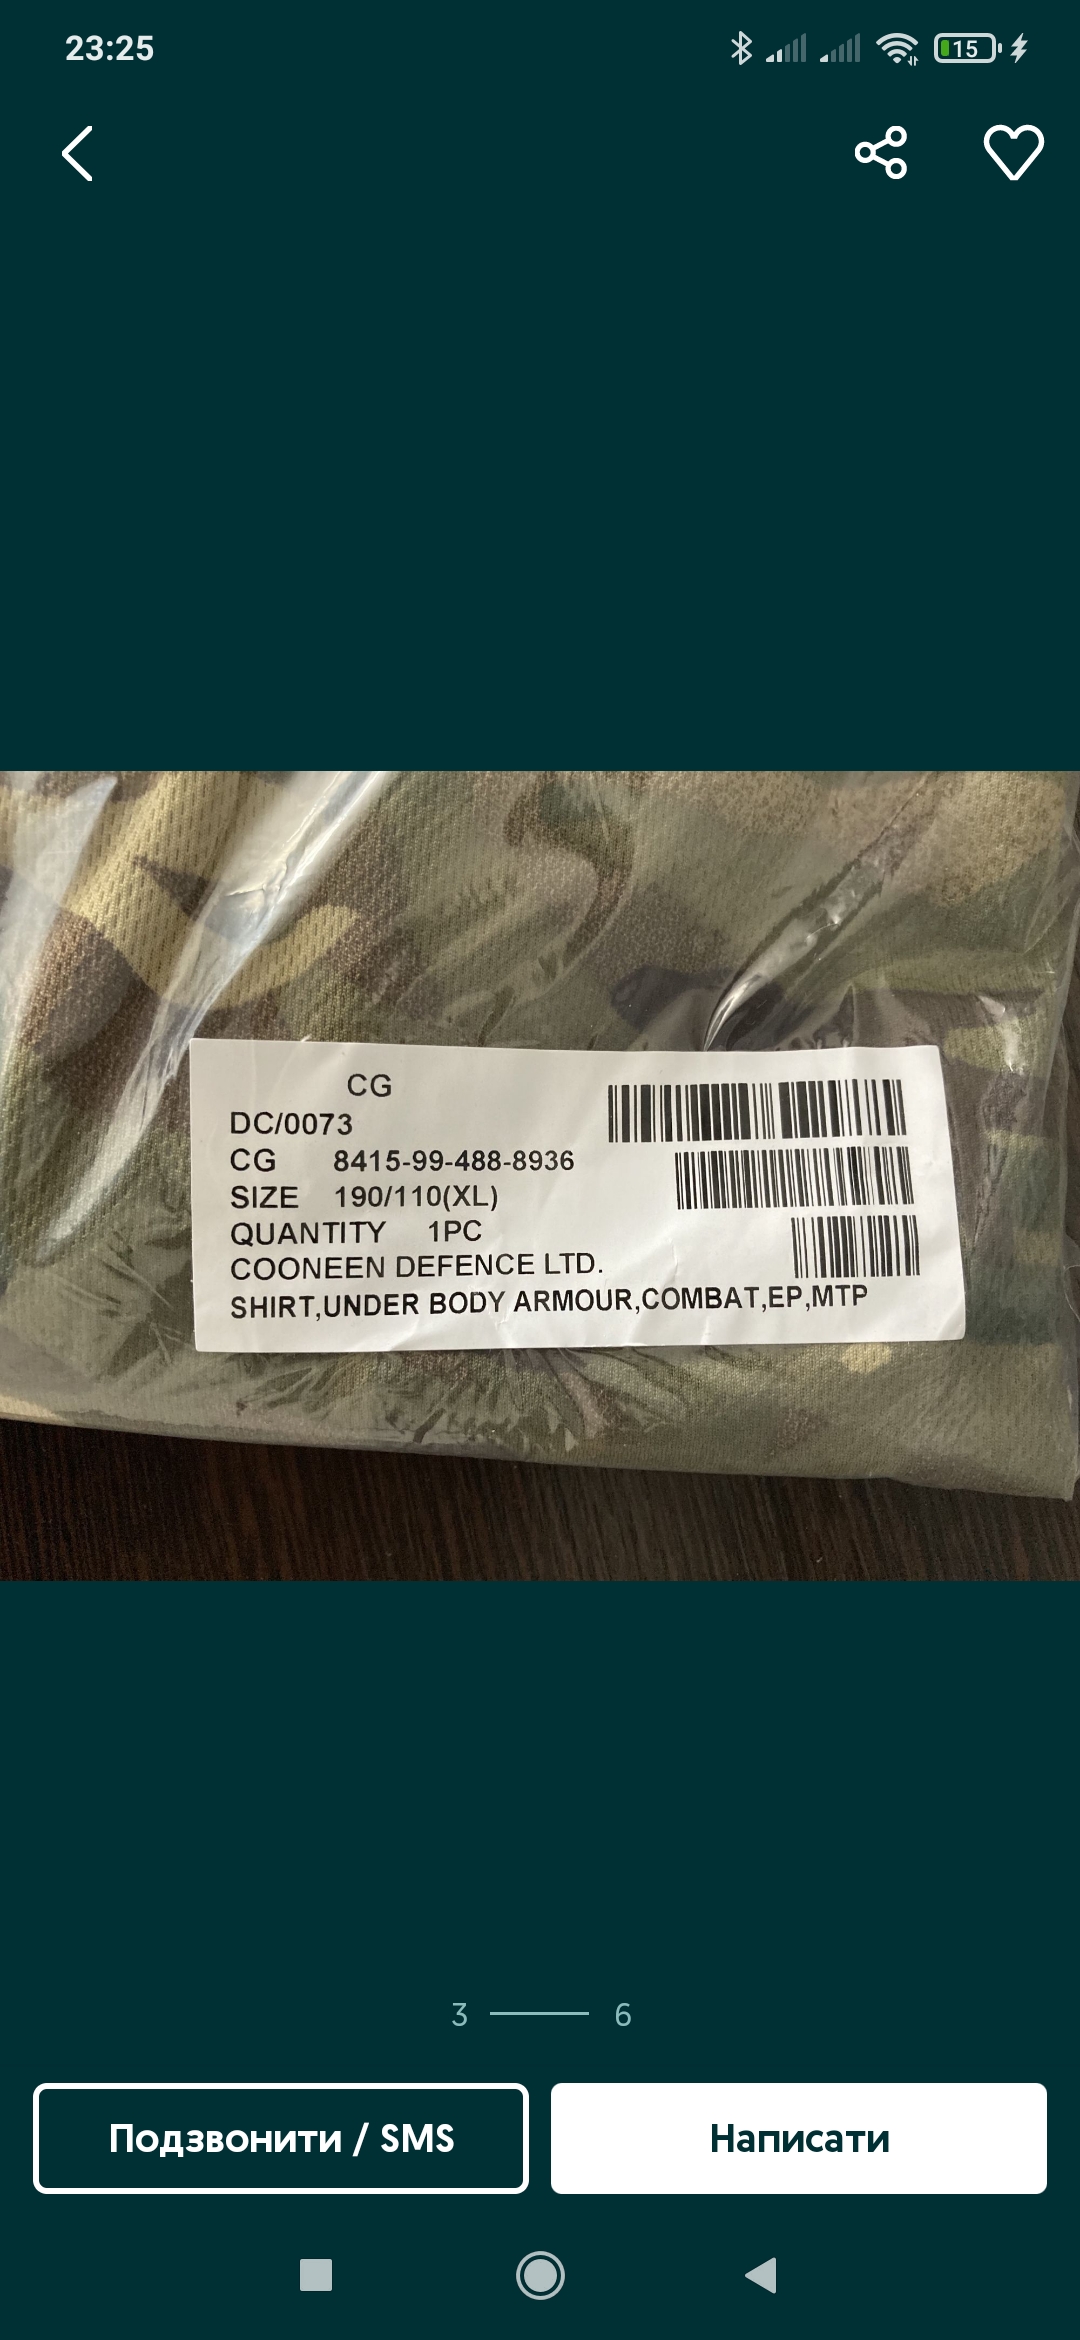 23:25
15
CG
DC/0073
CG 8415-99-488-8936
SIZE 190/110(XL)
QUANTITY 1PC
COONEEN DEFENCE LTD.
SHIRT,UNDER BODY ARMOUR,COMBAT,EP,MTP
3 6
Подзвонити / SMS
Написати